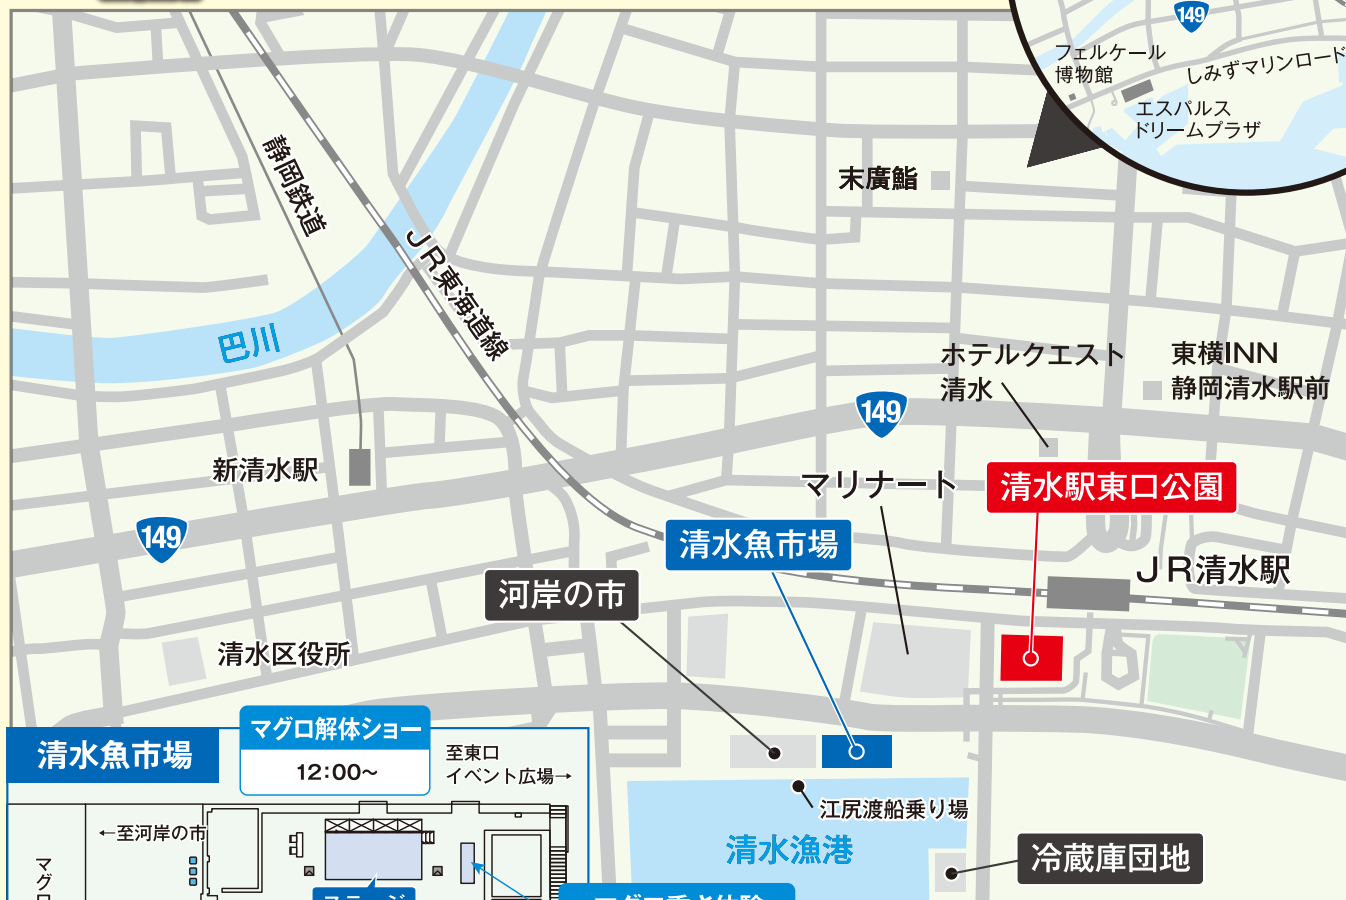 149
フェルケール
博物館
しみずマリンロード
エスパルス
ドリームプラザ
静岡鉄道
末廣鮨
JR東海道線
巴川
ホテルクエスト
清水
東横INN
静岡清水駅前
149
新清水駅
マリナート
清水駅東口公園
149
清水魚市場
JR清水駅
河岸の市
清水区役所
清水魚市場
マグロ解体ショー
12:00~
至東口
イベント広場→
江尻渡船乗り場
←至河岸の市
清水漁港
冷蔵庫団地
マグロ
ステージ